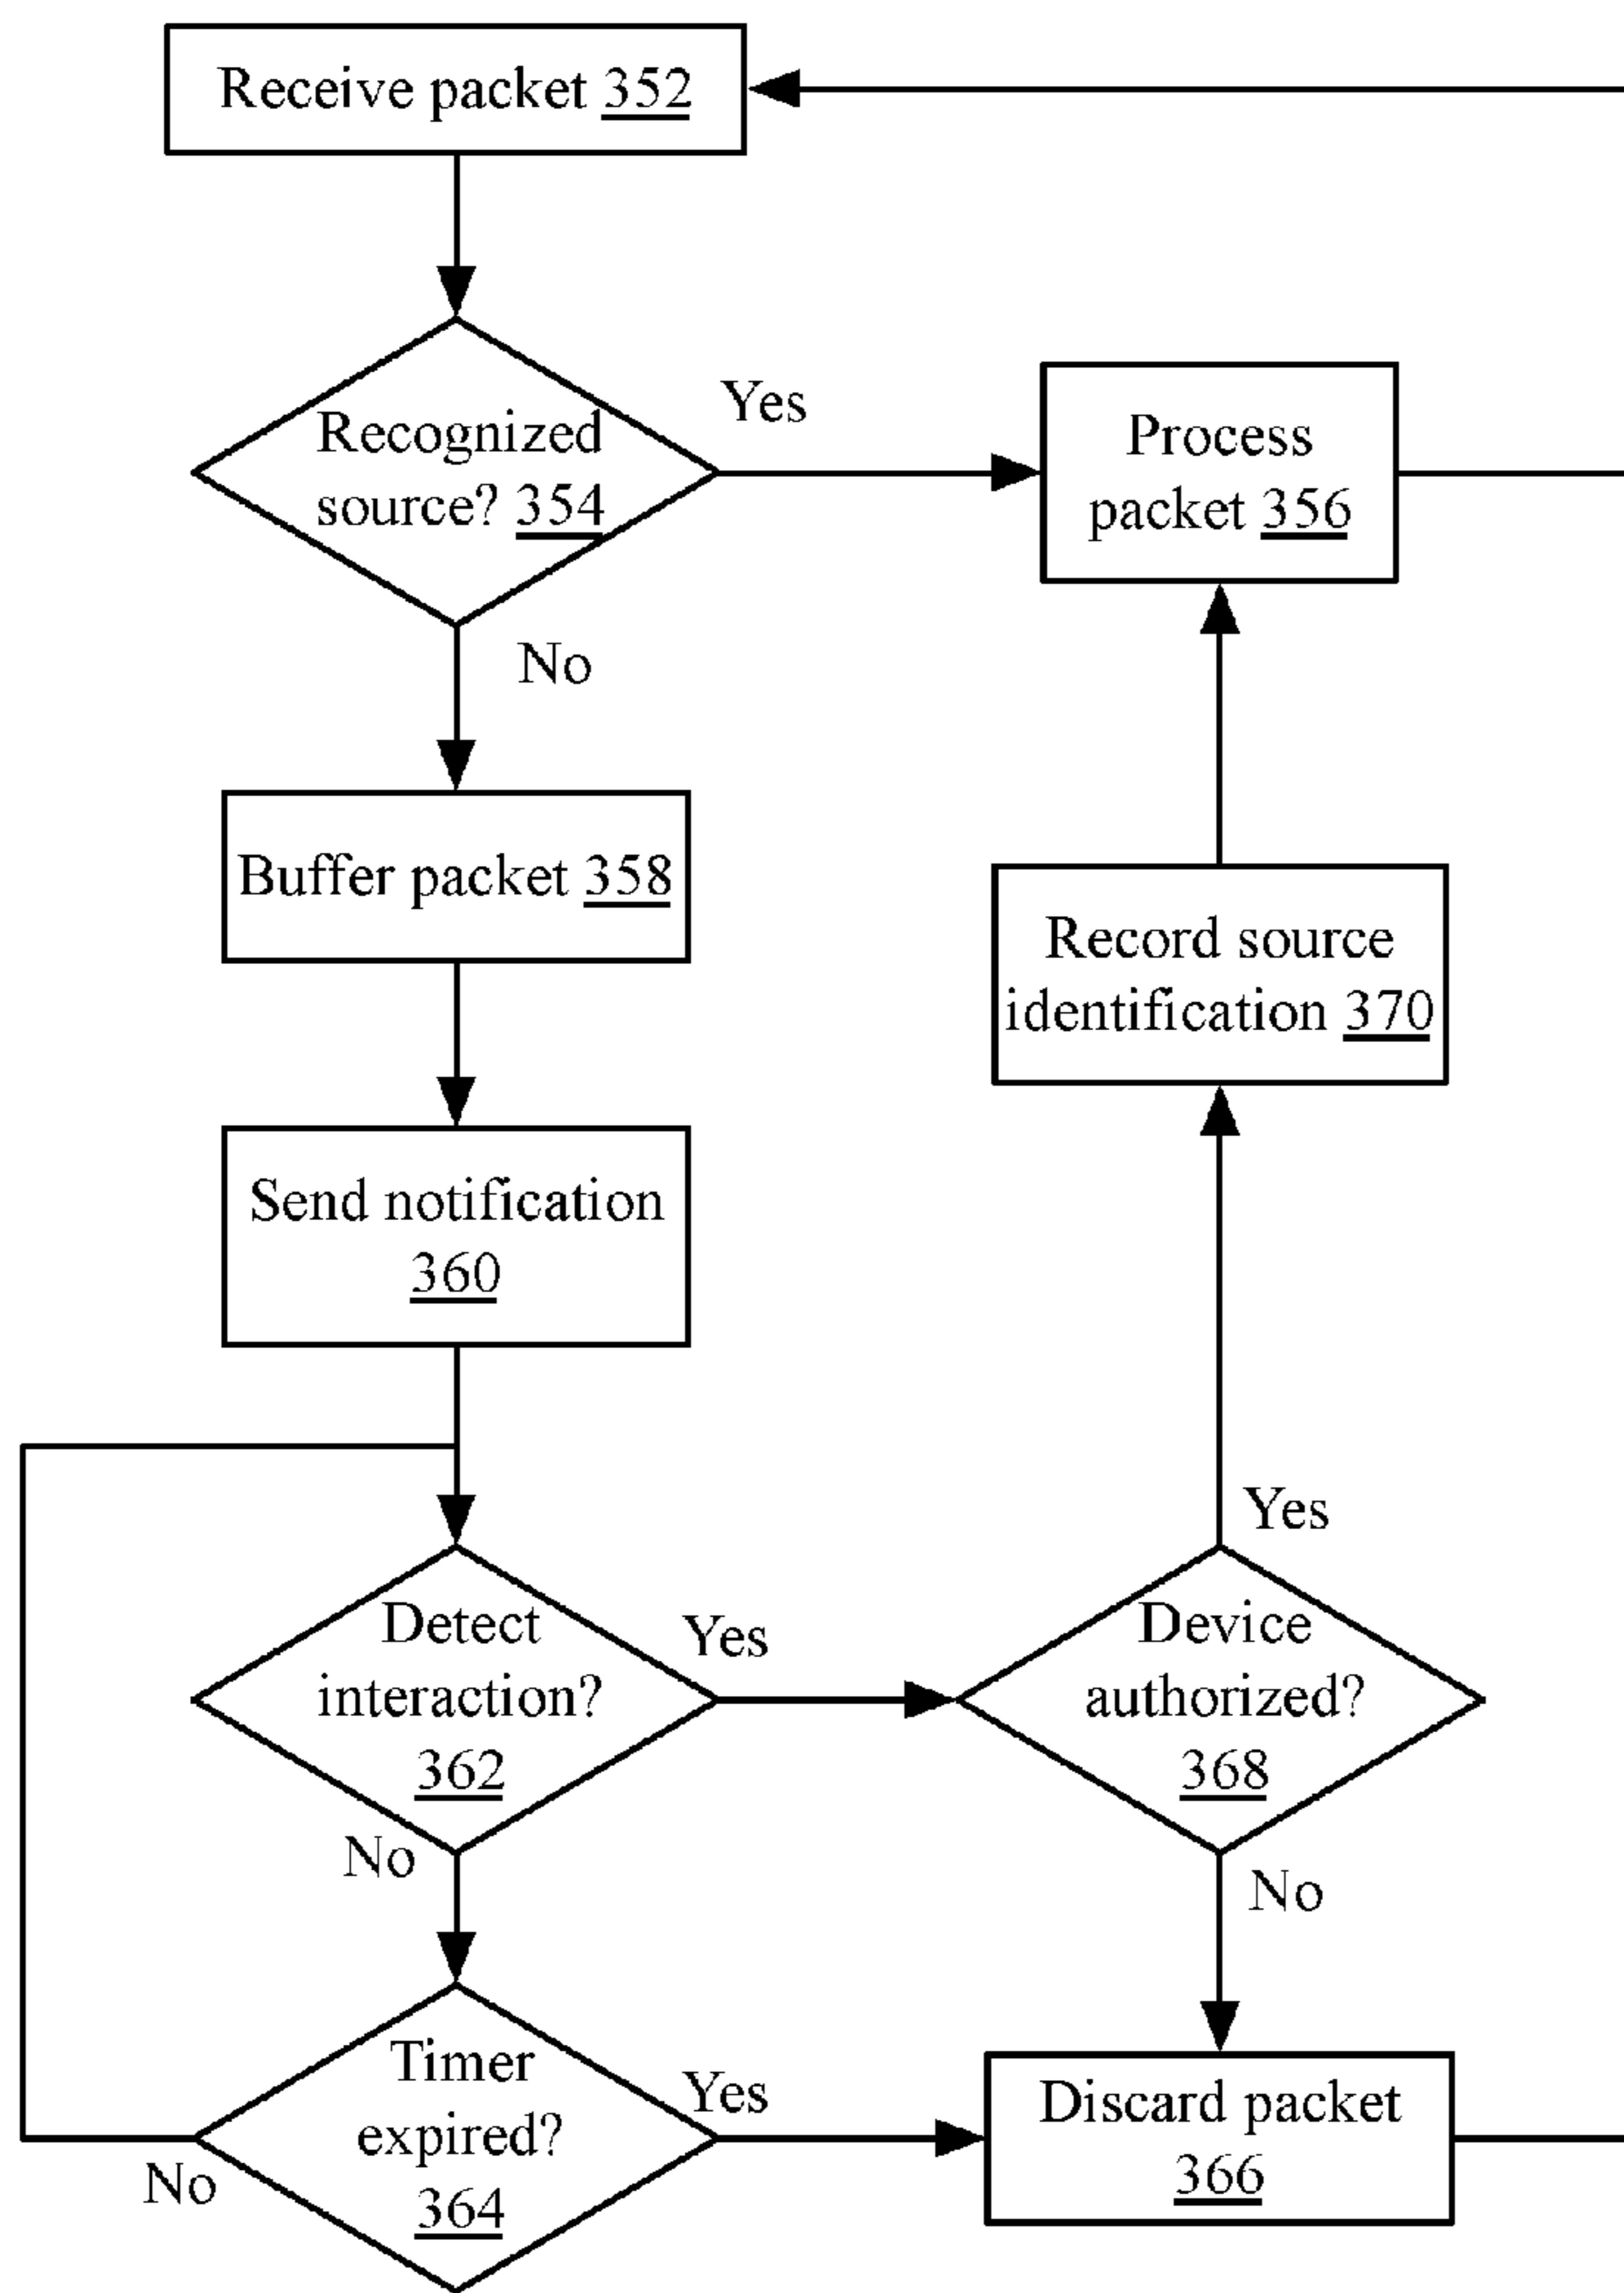 Receive packet 352
Recognized
source? 354
Yes
No
Process
packet 356
Buffer packet 358
Record source
identification 370
Send notification
360
Detect
interaction?
362
Yes
No
Device
authorized?
368
Yes
No
Timer
expired?
364
Yes
No
Discard packet
366